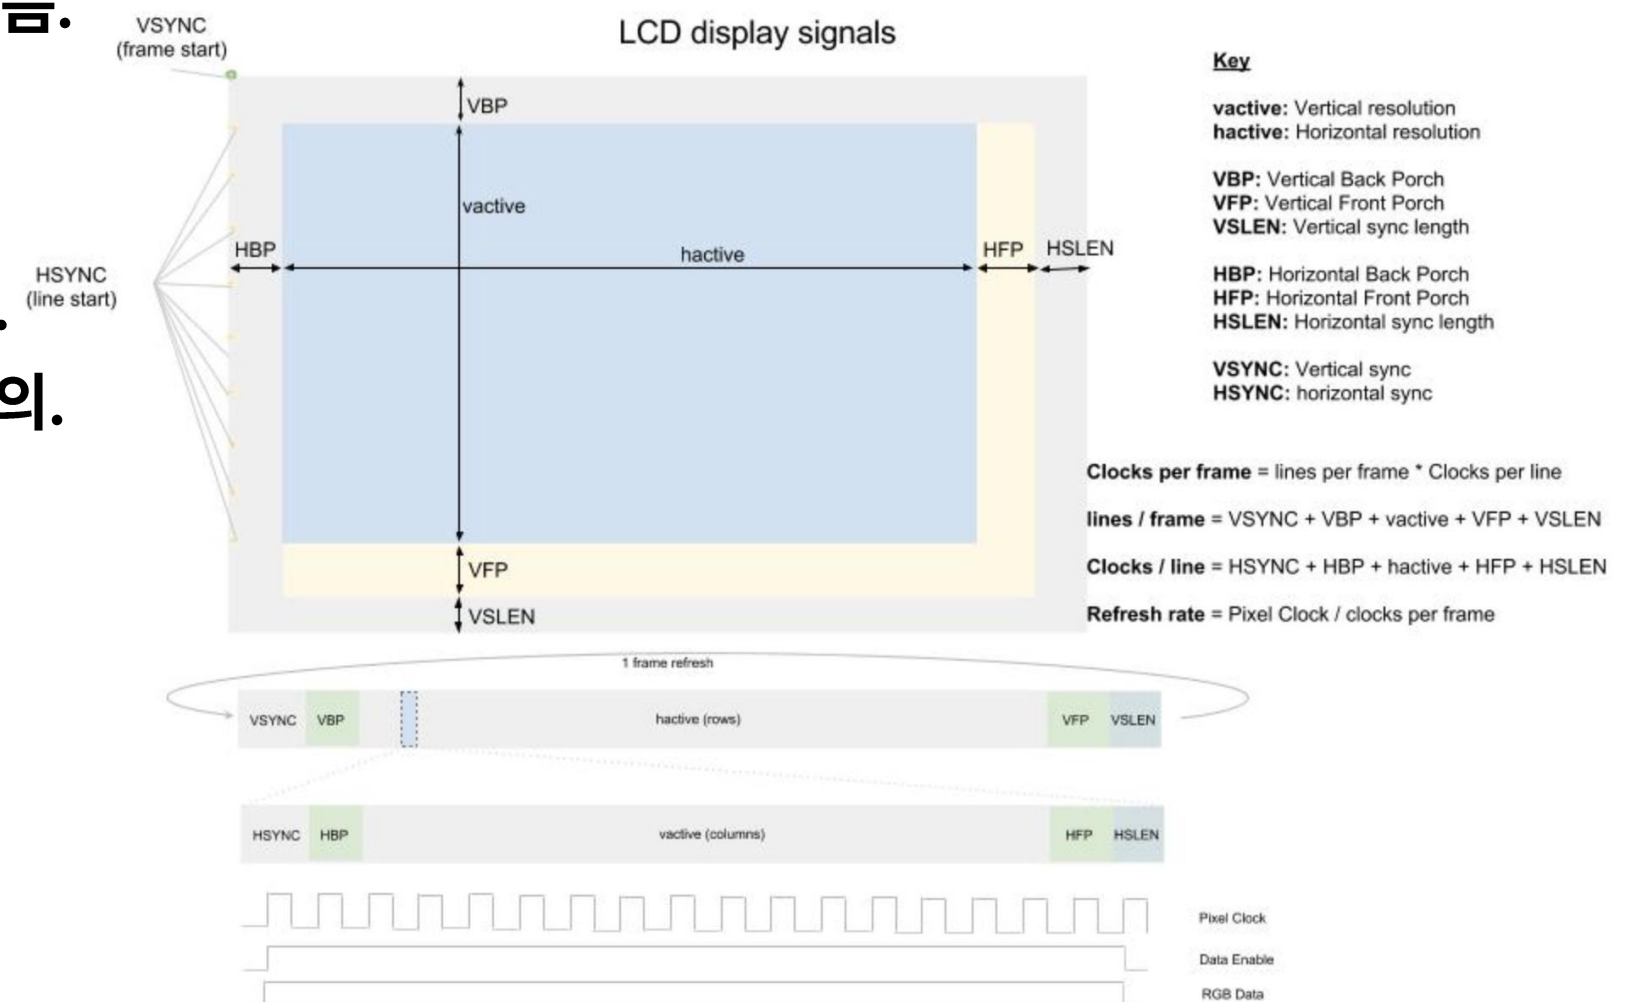 음.
VSYNC
(frame start)
LCD display signals
VBP
vactive
HBP
hactive
HFP
HSLEN
HSYNC
(line start)
.
의.
VFP
VSLEN
Key
vactive: Vertical resolution
hactive: Horizontal resolution
VBP: Vertical Back Porch
VFP: Vertical Front Porch
VSLEN: Vertical sync length
HBP: Horizontal Back Porch
HFP: Horizontal Front Porch
HSLEN: Horizontal sync length
VSYNC: Vertical sync
HSYNC: horizontal sync
Clocks per frame = lines per frame * Clocks per line
lines / frame = VSYNC + VBP + vactive + VFP + VSLEN
Clocks / line = HSYNC + HBP + hactive + HFP + HSLEN
Refresh rate = Pixel Clock / clocks per frame
1 frame refresh
VSYNC VBP hactive (rows) VFP VSLEN
HSYNC HBP vactive (columns) HFP HSLEN
Pixel Clock
Data Enable
RGB Data